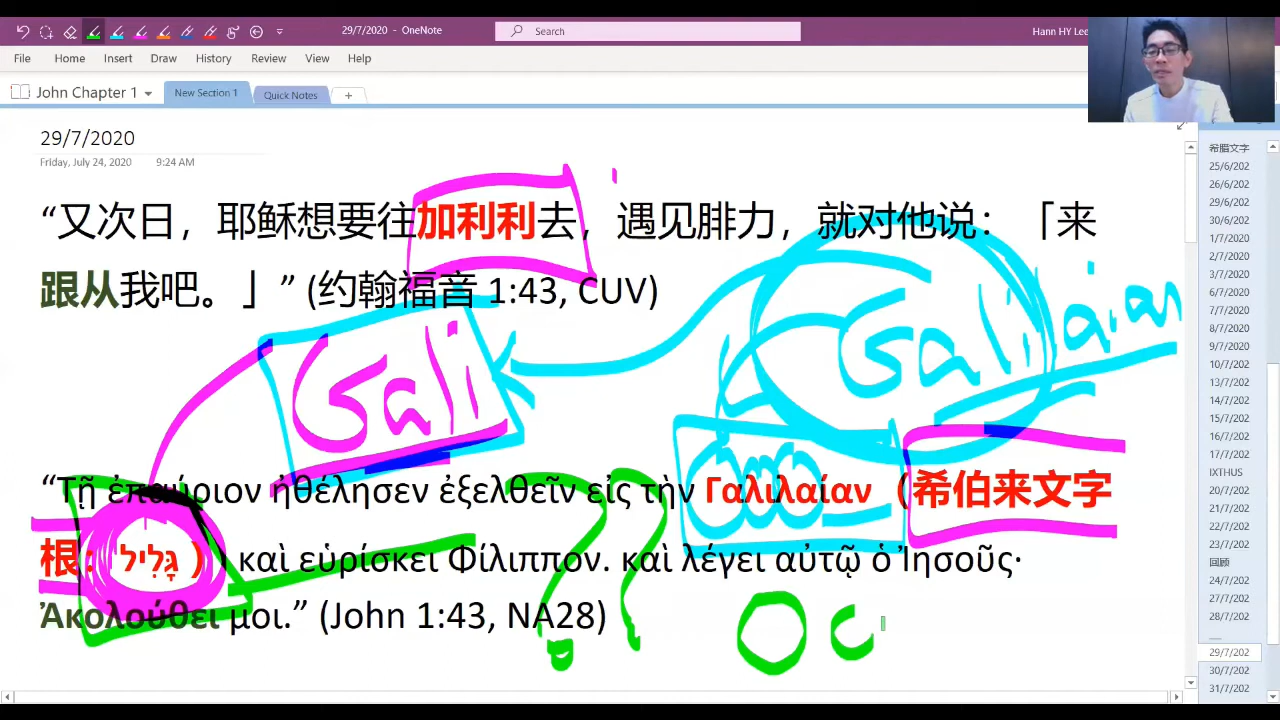 29/7/2020 - OneNote
Search
Hann HY Lee
File Home Insert Draw History View Help
John Chapter 1
New Section 1
Quick Notes
29/7/2020
Friday, July 24, 2020 9:24 AM
“又次日，耶稣想要往加利利去，遇见腓力，就对他说：「来
跟从我吧。」” (约翰福音 1:43, CUV)
Galilaian
Gali
“Τῇ ἐπαύριον ἠθέλησεν ἐξελθεῖν εἰς τὴν Γαλιλαίαν（希伯来文字
根：גָּלִיל ） καὶ εὑρίσκει Φίλιππον. καὶ λέγει αὐτῷ ὁ Ἰησοῦς·
Ἀκολούθει μοι.” (John 1:43, NA28)
希腊文字
25/6/202
26/6/202
29/6/202
30/6/202
1/7/2020
2/7/2020
3/7/2020
6/7/2020
7/7/2020
8/7/2020
9/7/2020
10/7/202
13/7/202
14/7/202
15/7/202
16/7/202
17/7/202
IXTHUS
20/7/202
21/7/202
22/7/202
23/7/202
回顾
24/7/202
27/7/202
28/7/202
29/7/202
30/7/202
31/7/202